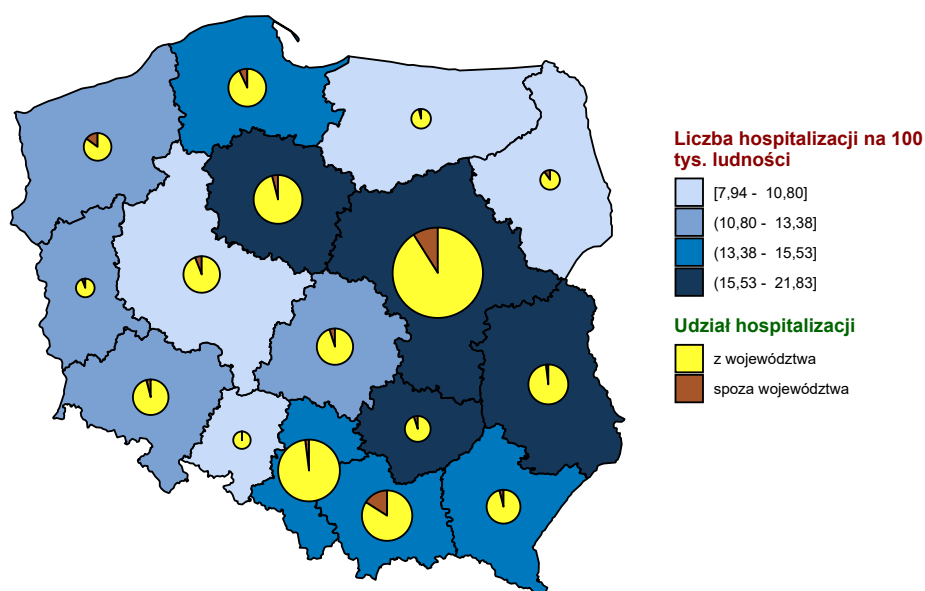 Liczba hospitalizacji na 100
tys. ludności
[7,94 - 10,80]
(10,80 - 13,38]
(13,38 - 15,53]
(15,53 - 21,83]
Udział hospitalizacji
z województwa
spoza województwa